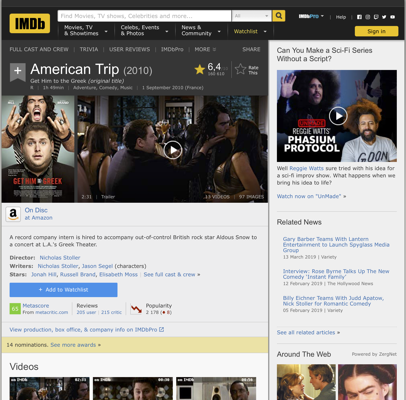 IMDb
Find Movies, TV shows, Celebrities and more...
All
IMDbPro
Help
Movies, TV & Showtimes
Celebs, Events & Photos
News & Community
Watchlist
Sign in
FULL CAST AND CREW | TRIVIA | USER REVIEWS | IMDbPro | MORE
SHARE
American Trip (2010)
Get Him to the Greek (original title)
R | 1h 49min | Adventure, Comedy, Music | 1 September 2010 (France)
6,4
Rate This
GET HIM TO THE GREEK
2:31 | Trailer
13 VIDEOS | 97 IMAGES
On Disc
at Amazon
A record company intern is hired to accompany out-of-control British rock star Aldous Snow to
a concert at L.A.'s Greek Theater.
Director: Nicholas Stoller
Writers: Nicholas Stoller, Jason Segel (characters)
Stars: Jonah Hill, Russell Brand, Elisabeth Moss | See full cast & crew »
+ Add to Watchlist
Metascore
From metacritic.com
Reviews
205 user | 215 critic
Popularity
2 178
View production, box office, & company info on IMDbPro
14 nominations. See more awards »
Videos
Can You Make a Sci-Fi Series
Without a Script?
REGGIE WATTS'
PHASIUM
PROTOCOL
Well Reggie Watts sure tried with his idea for
a sci-fi improv show. What happens when we
bring his idea to life?
Watch now on "UnMade" »
Related News
Gary Barber Teams With Lantern
Entertainment to Launch Spyglass Media
Group
13 March 2019 | Variety
Interview: Rose Byrne Talks Up The New
Comedy 'Instant Family'
12 February 2019 | The Hollywood News
Billy Eichner Teams With Judd Apatow,
Nick Stoller for Romantic Comedy
05 February 2019 | Variety
See all related articles »
Around The Web
Powered by ZergNet